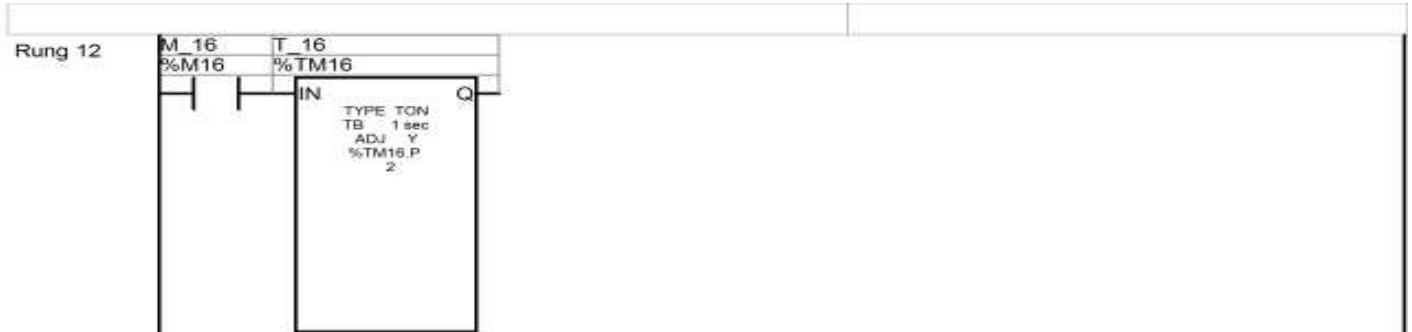 Rung 12
M_16 T_16
%M16 %TM16
IN Q
TYPE TON
TB 1 sec
ADJ Y
%TM16.P
2